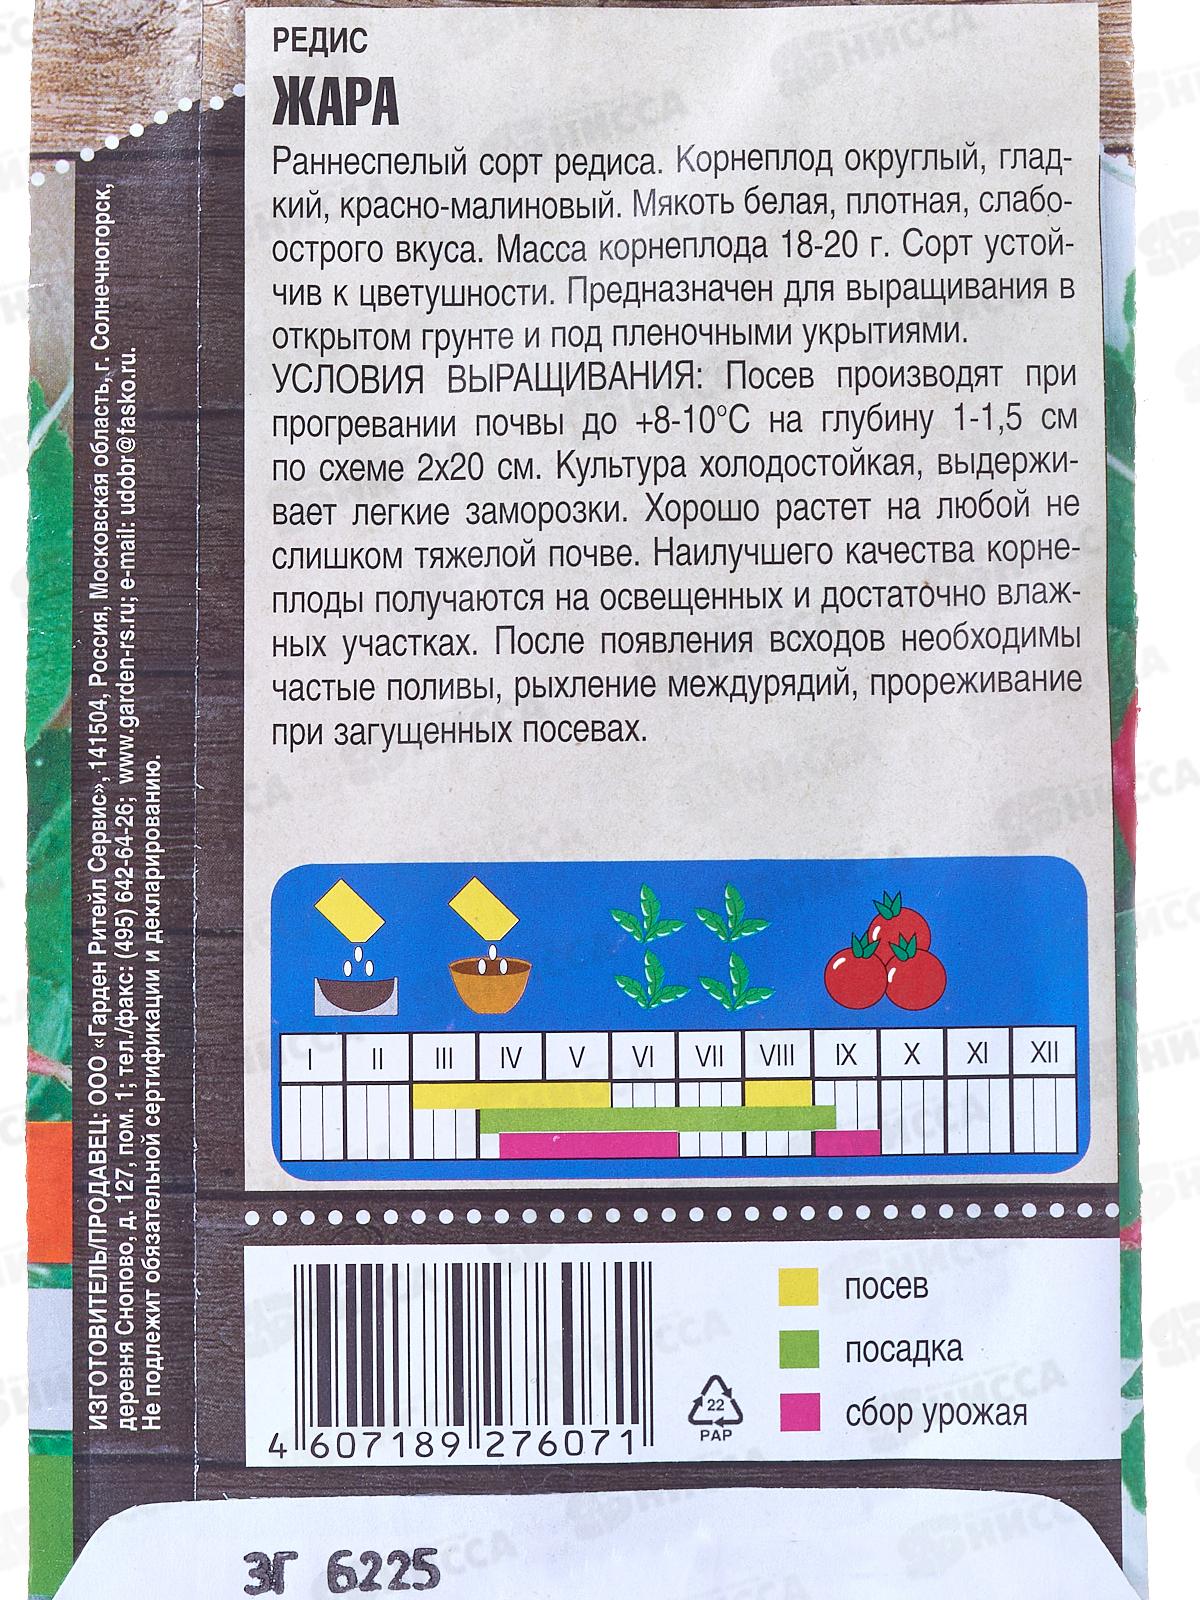 РЕДИС
ЖАРА
Раннеспелый сорт редиса. Корнеплод округлый, глад-
кий, красно-малиновый. Мякоть белая, плотная, слабо-
острого вкуса. Масса корнеплода 18-20 г. Сорт устой-
чив к цветушности. Предназначен для выращивания в
открытом грунте и под пленочными укрытиями.
УСЛОВИЯ ВЫРАЩИВАНИЯ: Посев производят при
прогревании почвы до +8-10°С на глубину 1-1,5 см
по схеме 2х20 см. Культура холодостойкая, выдержи-
вает легкие заморозки. Хорошо растет на любой не
слишком тяжелой почве. Наилучшего качества корне-
плоды получаются на освещенных и достаточно влаж-
ных участках. После появления всходов необходимы
частые поливы, рыхление междурядий, прореживание
при загущенных посевах.
I II III IV V VI VII VIII IX X XI XII
посев
посадка
сбор урожая
4 607189 276071
22
PAP
ЗГ 6225
ИЗГОТОВИТЕЛЬ/ПРОДАВЕЦ: ООО «Гарден Ритейл Сервис», 141504, Россия, Московская область, г. Солнечногорск,
деревня Снопово, д. 127, пом. 1; тел./факс: (495) 642-64-26; www.garden-rs.ru; e-mail: udobr@fasko.ru.
Не подлежит обязательной сертификации и декларированию.